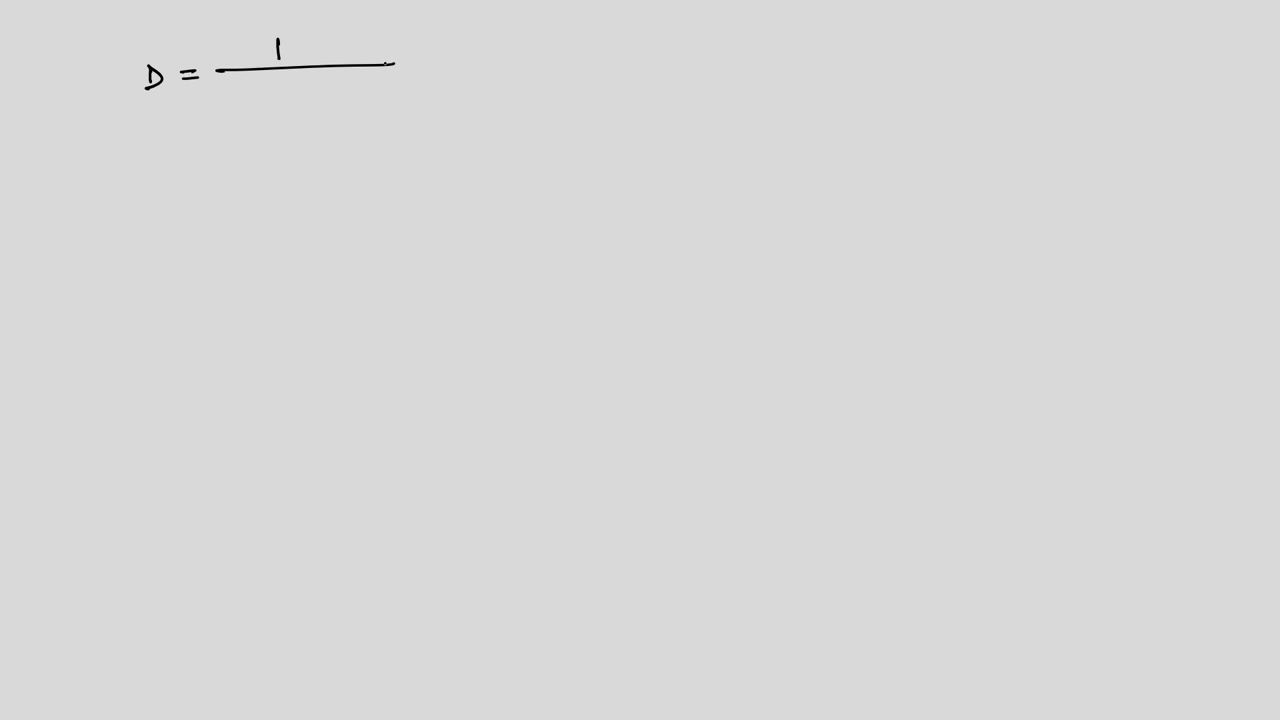 D = 1/